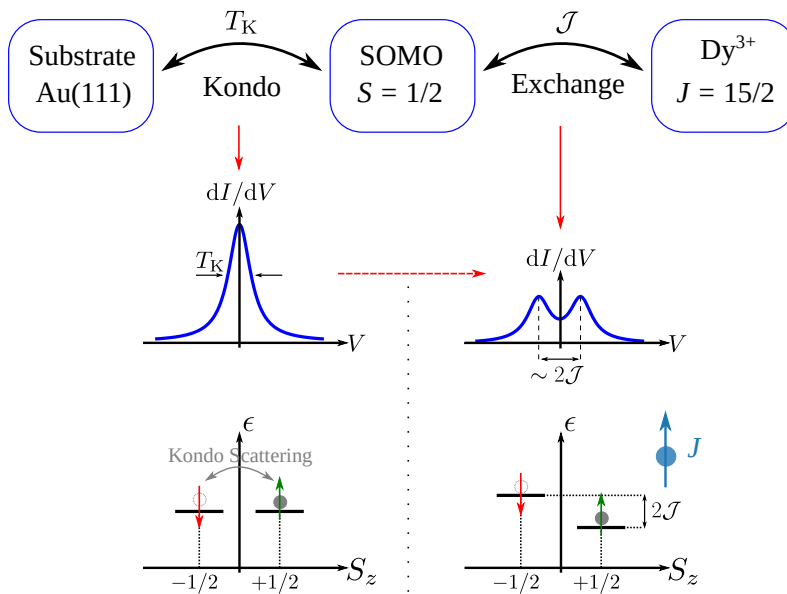 T_K
𝒥
Substrate
Au(111)
Kondo
SOMO
S = 1/2
Exchange
Dy³⁺
J = 15/2
dI/dV
T_K
V
dI/dV
V
∼ 2𝒥
ϵ
Kondo Scattering
−1/2
+1/2
S_z
ϵ
J
2𝒥
−1/2
+1/2
S_z